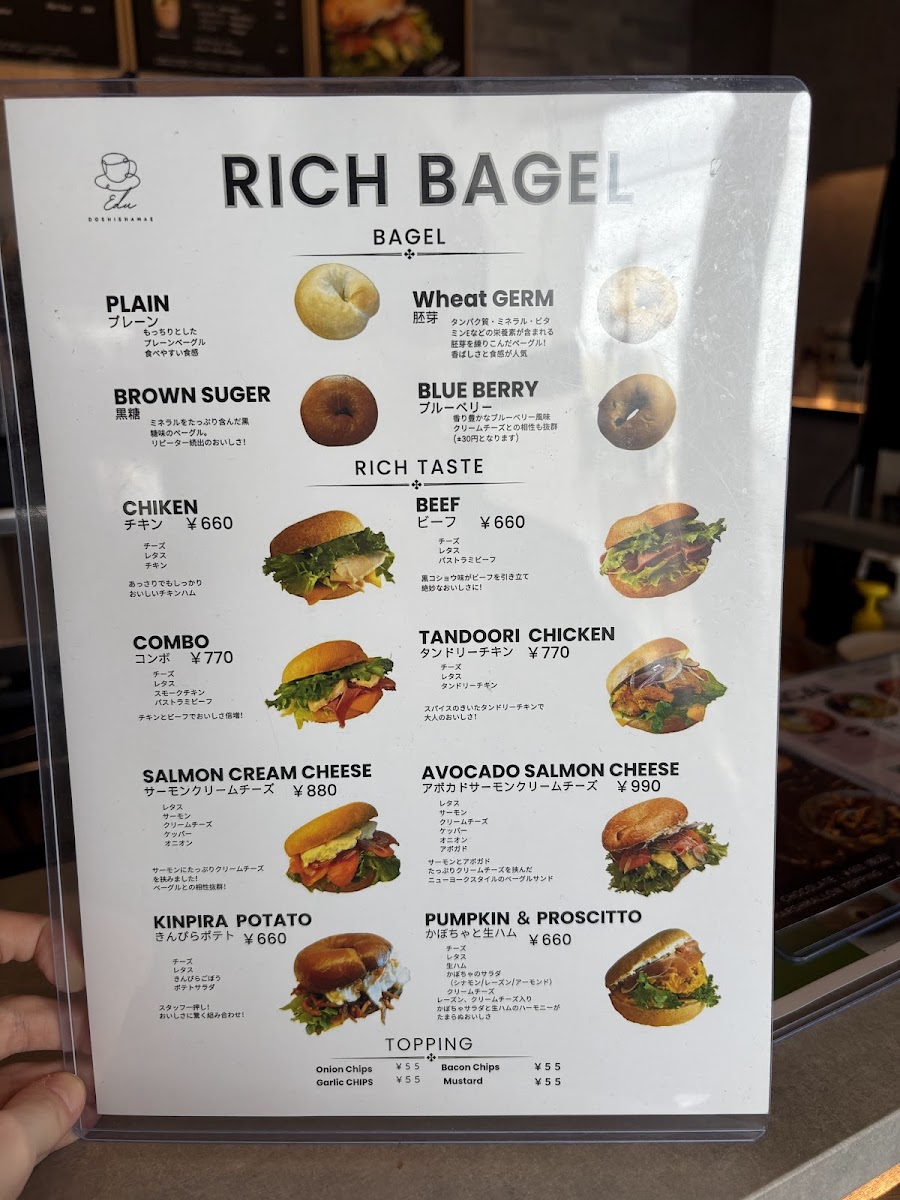 Edu
DOSHISHAMAE
RICH BAGEL
BAGEL
PLAIN
プレーン
もっちりとした
プレーンベーグル
食べやすい食感
Wheat GERM
胚芽
タンパク質・ミネラル・ビタ
ミンEなどの栄養素が含まれる
胚芽を練りこんだベーグル!
香ばしさと食感が人気
BROWN SUGER
黒糖
ミネラルをたっぷり含んだ黒
糖味のベーグル。
リピーター続出のおいしさ!
BLUE BERRY
ブルーベリー
香り豊かなブルーベリー風味
クリームチーズとの相性も抜群
(±30円となります)
RICH TASTE
CHIKEN
チキン ￥660
チーズ
レタス
チキン
あっさりでもしっかり
おいしいチキンハム
BEEF
ビーフ ￥660
チーズ
レタス
パストラミビーフ
黒コショウ味がビーフを引き立て
絶妙なおいしさに!
COMBO
コンボ ￥770
チーズ
レタス
スモークチキン
パストラミビーフ
チキンとビーフでおいしさ倍増!
TANDOORI CHICKEN
タンドリーチキン ￥770
チーズ
レタス
タンドリーチキン
スパイスのきいたタンドリーチキンで
大人のおいしさ!
SALMON CREAM CHEESE
サーモンクリームチーズ ￥880
レタス
サーモン
クリームチーズ
ケッパー
オニオン
サーモンにたっぷりクリームチーズ
を挟みました!
ベーグルとの相性抜群!
AVOCADO SALMON CHEESE
アボカドサーモンクリームチーズ ￥990
レタス
サーモン
クリームチーズ
ケッパー
オニオン
アボガド
サーモンとアボガド
たっぷりクリームチーズを挟んだ
ニューヨークスタイルのベーグルサンド
KINPIRA POTATO
きんぴらポテト ￥660
チーズ
レタス
きんぴらごぼう
ポテトサラダ
スタッフ一押し!
おいしさに驚く組み合わせ!
PUMPKIN & PROSCITTO
かぼちゃと生ハム ￥660
チーズ
レタス
生ハム
かぼちゃのサラダ
(シナモン/レーズン/アーモンド)
クリームチーズ
レーズン、クリームチーズ入り
かぼちゃサラダと生ハムのハーモニーが
たまらぬおいしさ
TOPPING
Onion Chips ￥55 Bacon Chips ￥55
Garlic CHIPS ￥55 Mustard ￥55